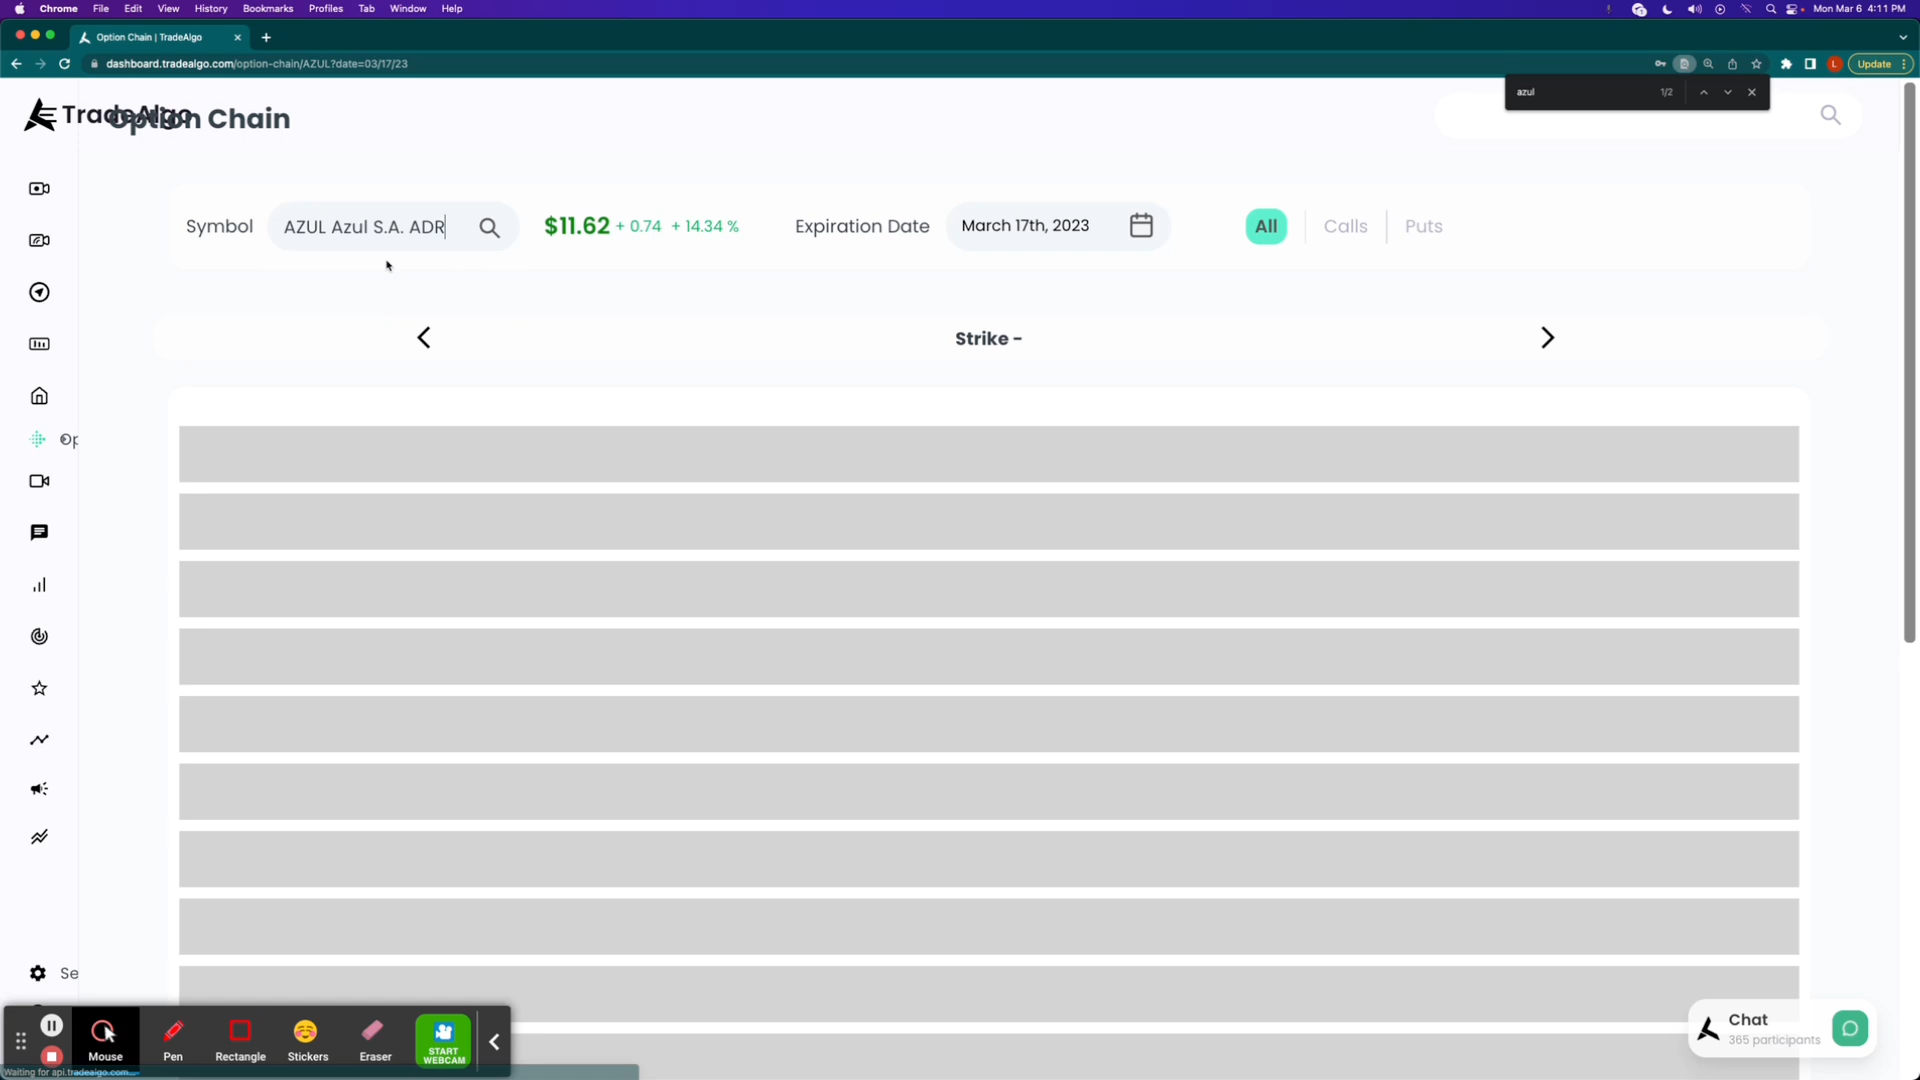 Chrome File Edit View History Bookmarks Profiles Tab Window Help Mon Mar 6 4:11 PM
Option Chain | TradeAlgo
dashboard.tradealgo.com/option-chain/AZUL?date=03/17/23 Update
azul 1/2
TradeAlgo
Option Chain
Symbol AZUL Azul S.A. ADR $11.62 + 0.74 + 14.34 % Expiration Date March 17th, 2023 All Calls Puts
Strike -
Op
Se
Chat
365 participants
Mouse Pen Rectangle Stickers Eraser START
WEBCAM
Waiting for api.tradealgo.com...